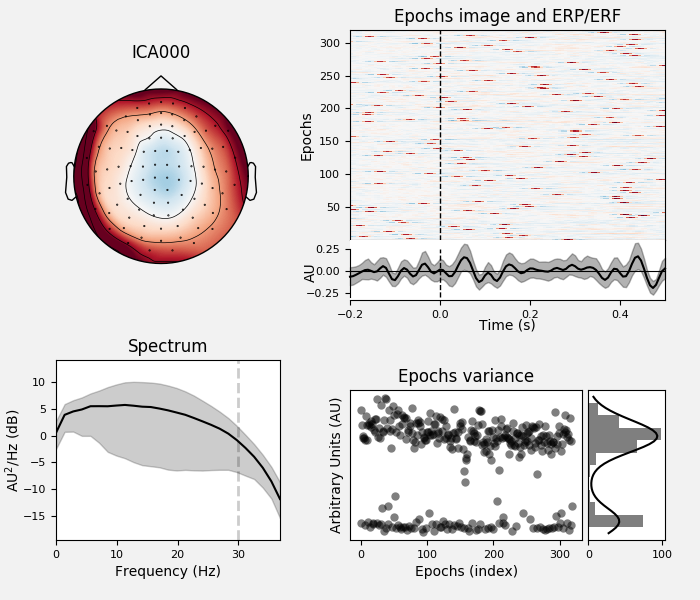 ICA000
Epochs image and ERP/ERF
Epochs
300
250
200
150
100
50
AU
0.25
0.00
−0.25
−0.2
0.0
0.2
0.4
Time (s)
Spectrum
AU²/Hz (dB)
10
5
0
−5
−10
−15
0
10
20
30
Frequency (Hz)
Epochs variance
Arbitrary Units (AU)
0
100
200
300
Epochs (index)
0
100